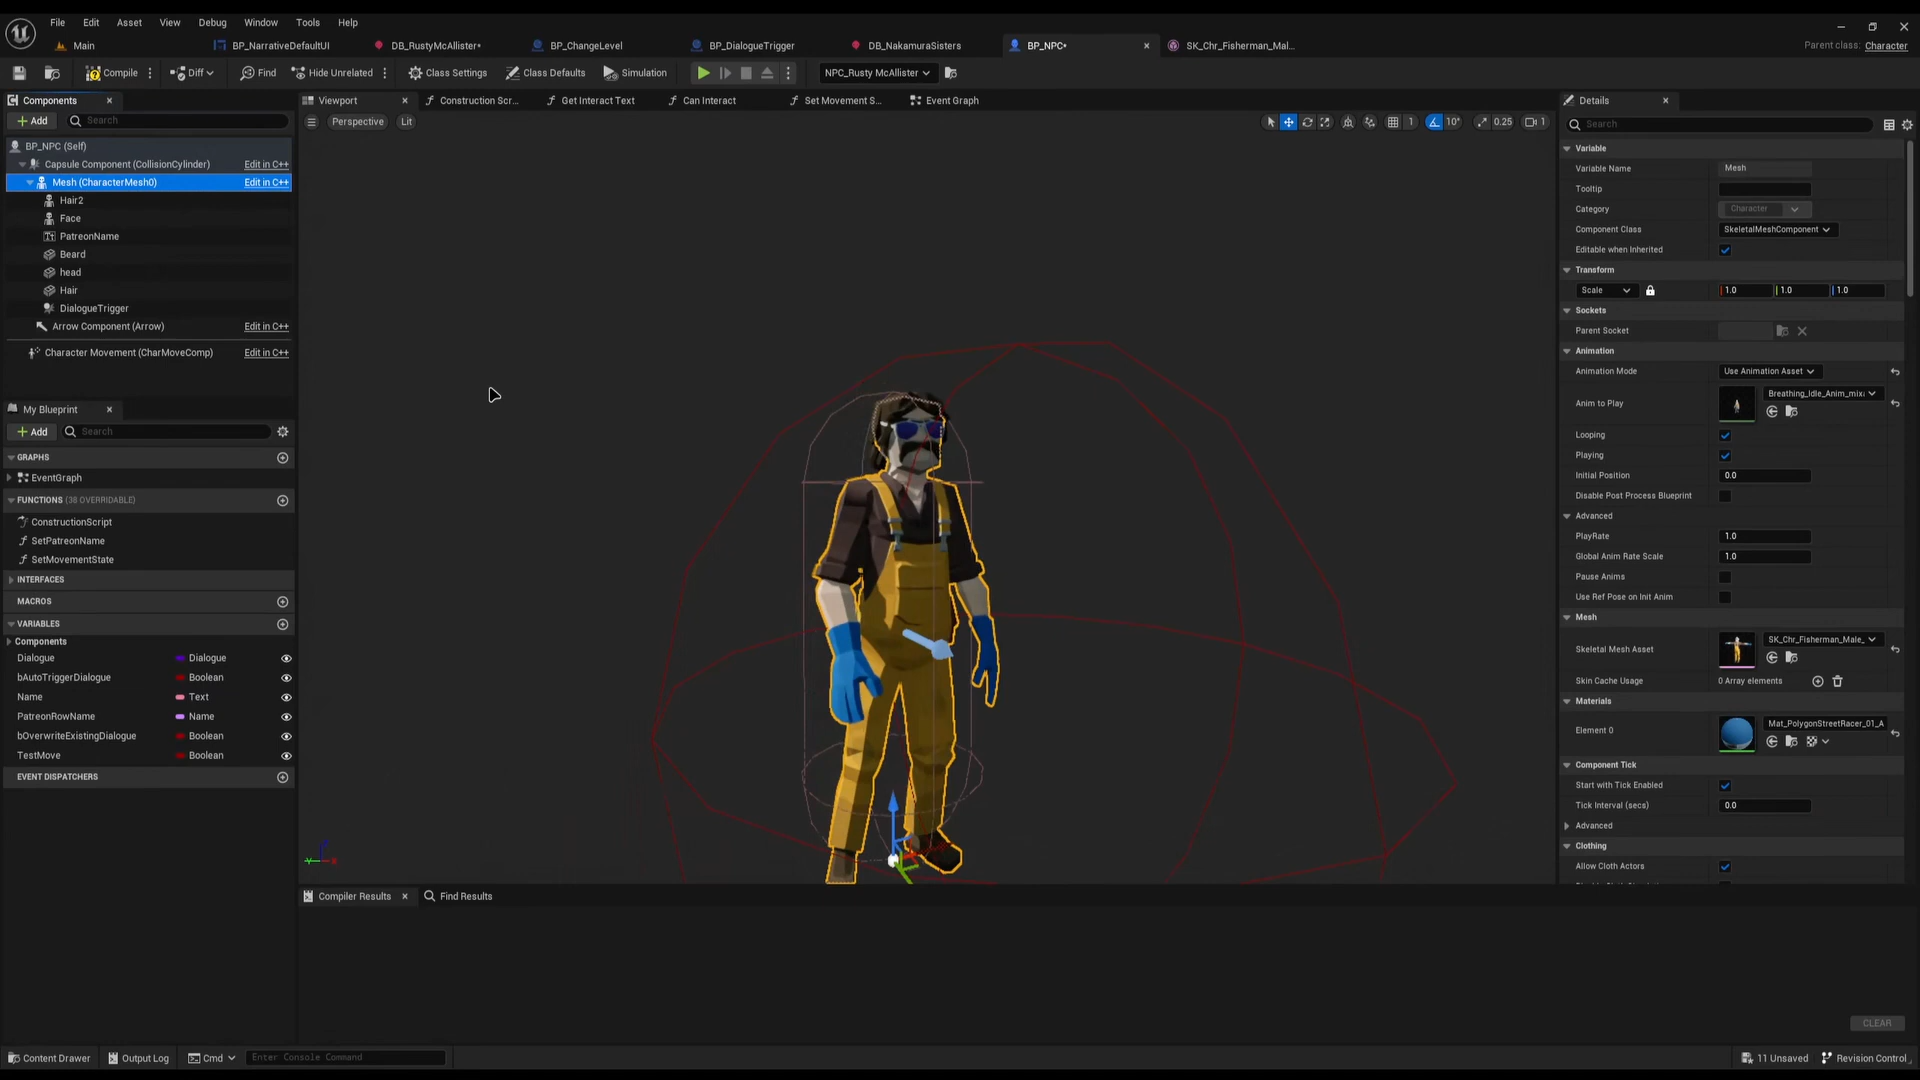 File Edit Asset View Debug Window Tools Help
Main BP_NarrativeDefaultUI DB_RustyMcAllister* BP_ChangeLevel BP_DialogueTrigger DB_NakamuraSisters BP_NPC* SK_Chr_Fisherman_Mal... Parent class: Character
Compile Diff Find Hide Unrelated Class Settings Class Defaults Simulation NPC_Rusty McAllister
Components
Add Search
BP_NPC (Self)
Capsule Component (CollisionCylinder) Edit in C++
Mesh (CharacterMesh0) Edit in C++
Hair2
Face
PatreonName
Beard
head
Hair
DialogueTrigger
Arrow Component (Arrow) Edit in C++
Character Movement (CharMoveComp) Edit in C++
My Blueprint
Add Search
GRAPHS
EventGraph
FUNCTIONS (38 OVERRIDABLE)
ConstructionScript
SetPatreonName
SetMovementState
INTERFACES
MACROS
VARIABLES
Components
Dialogue Dialogue
bAutoTriggerDialogue Boolean
Name Text
PatreonRowName Name
bOverwriteExistingDialogue Boolean
TestMove Boolean
EVENT DISPATCHERS
Viewport Construction Scr... Get Interact Text Can Interact Set Movement S... Event Graph
Perspective Lit 1 10° 0.25 1
Compiler Results Find Results
CLEAR
Details
Search
Variable
Variable Name Mesh
Tooltip
Category Character
Component Class SkeletalMeshComponent
Editable when Inherited
Transform
Scale 1.0 1.0 1.0
Sockets
Parent Socket
Animation
Animation Mode Use Animation Asset
Anim to Play Breathing_Idle_Anim_mix
Looping
Playing
Initial Position 0.0
Disable Post Process Blueprint
Advanced
PlayRate 1.0
Global Anim Rate Scale 1.0
Pause Anims
Use Ref Pose on Init Anim
Mesh
Skeletal Mesh Asset SK_Chr_Fisherman_Male_
Skin Cache Usage 0 Array elements
Materials
Element 0 Mat_PolygonStreetRacer_01_A
Component Tick
Start with Tick Enabled
Tick Interval (secs) 0.0
Advanced
Clothing
Allow Cloth Actors
Content Drawer Output Log Cmd Enter Console Command 11 Unsaved Revision Control